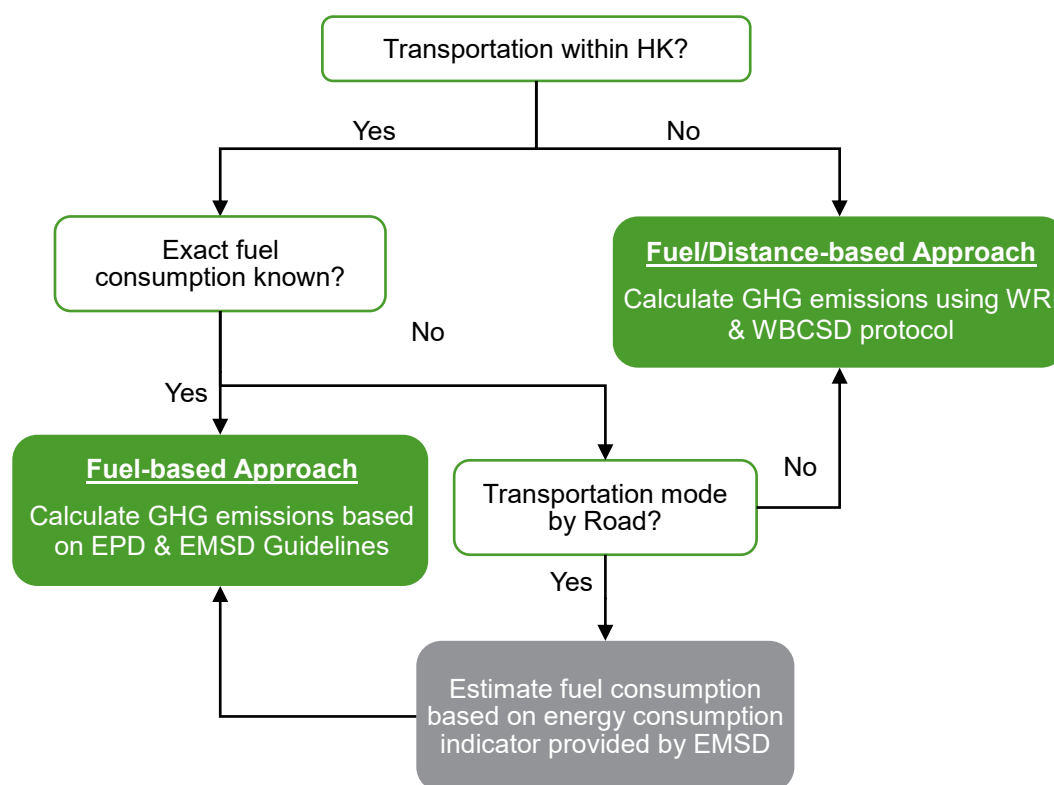 Transportation within HK?
Yes
No
Exact fuel
consumption known?
Fuel/Distance-based Approach
Calculate GHG emissions using WR
& WBCSD protocol
No
Yes
Fuel-based Approach
Calculate GHG emissions based
on EPD & EMSD Guidelines
Transportation mode
by Road?
No
Yes
Estimate fuel consumption
based on energy consumption
indicator provided by EMSD